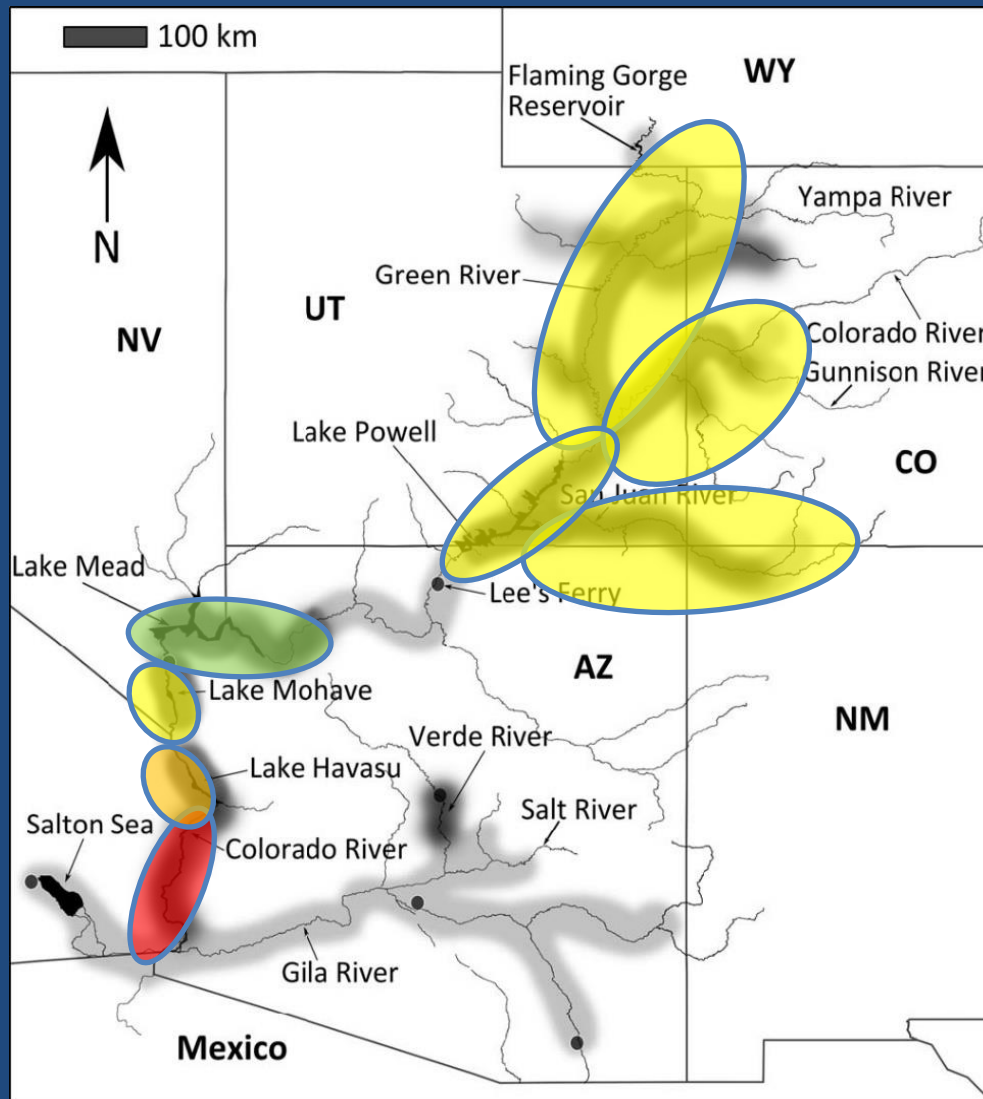 100 km
Flaming Gorge
Reservoir
WY
N
Yampa River
Green River
UT
NV
Colorado River
Gunnison River
Lake Powell
CO
San Juan River
Lake Mead
Lee's Ferry
AZ
Lake Mohave
NM
Verde River
Lake Havasu
Salt River
Salton Sea
Colorado River
Gila River
Mexico